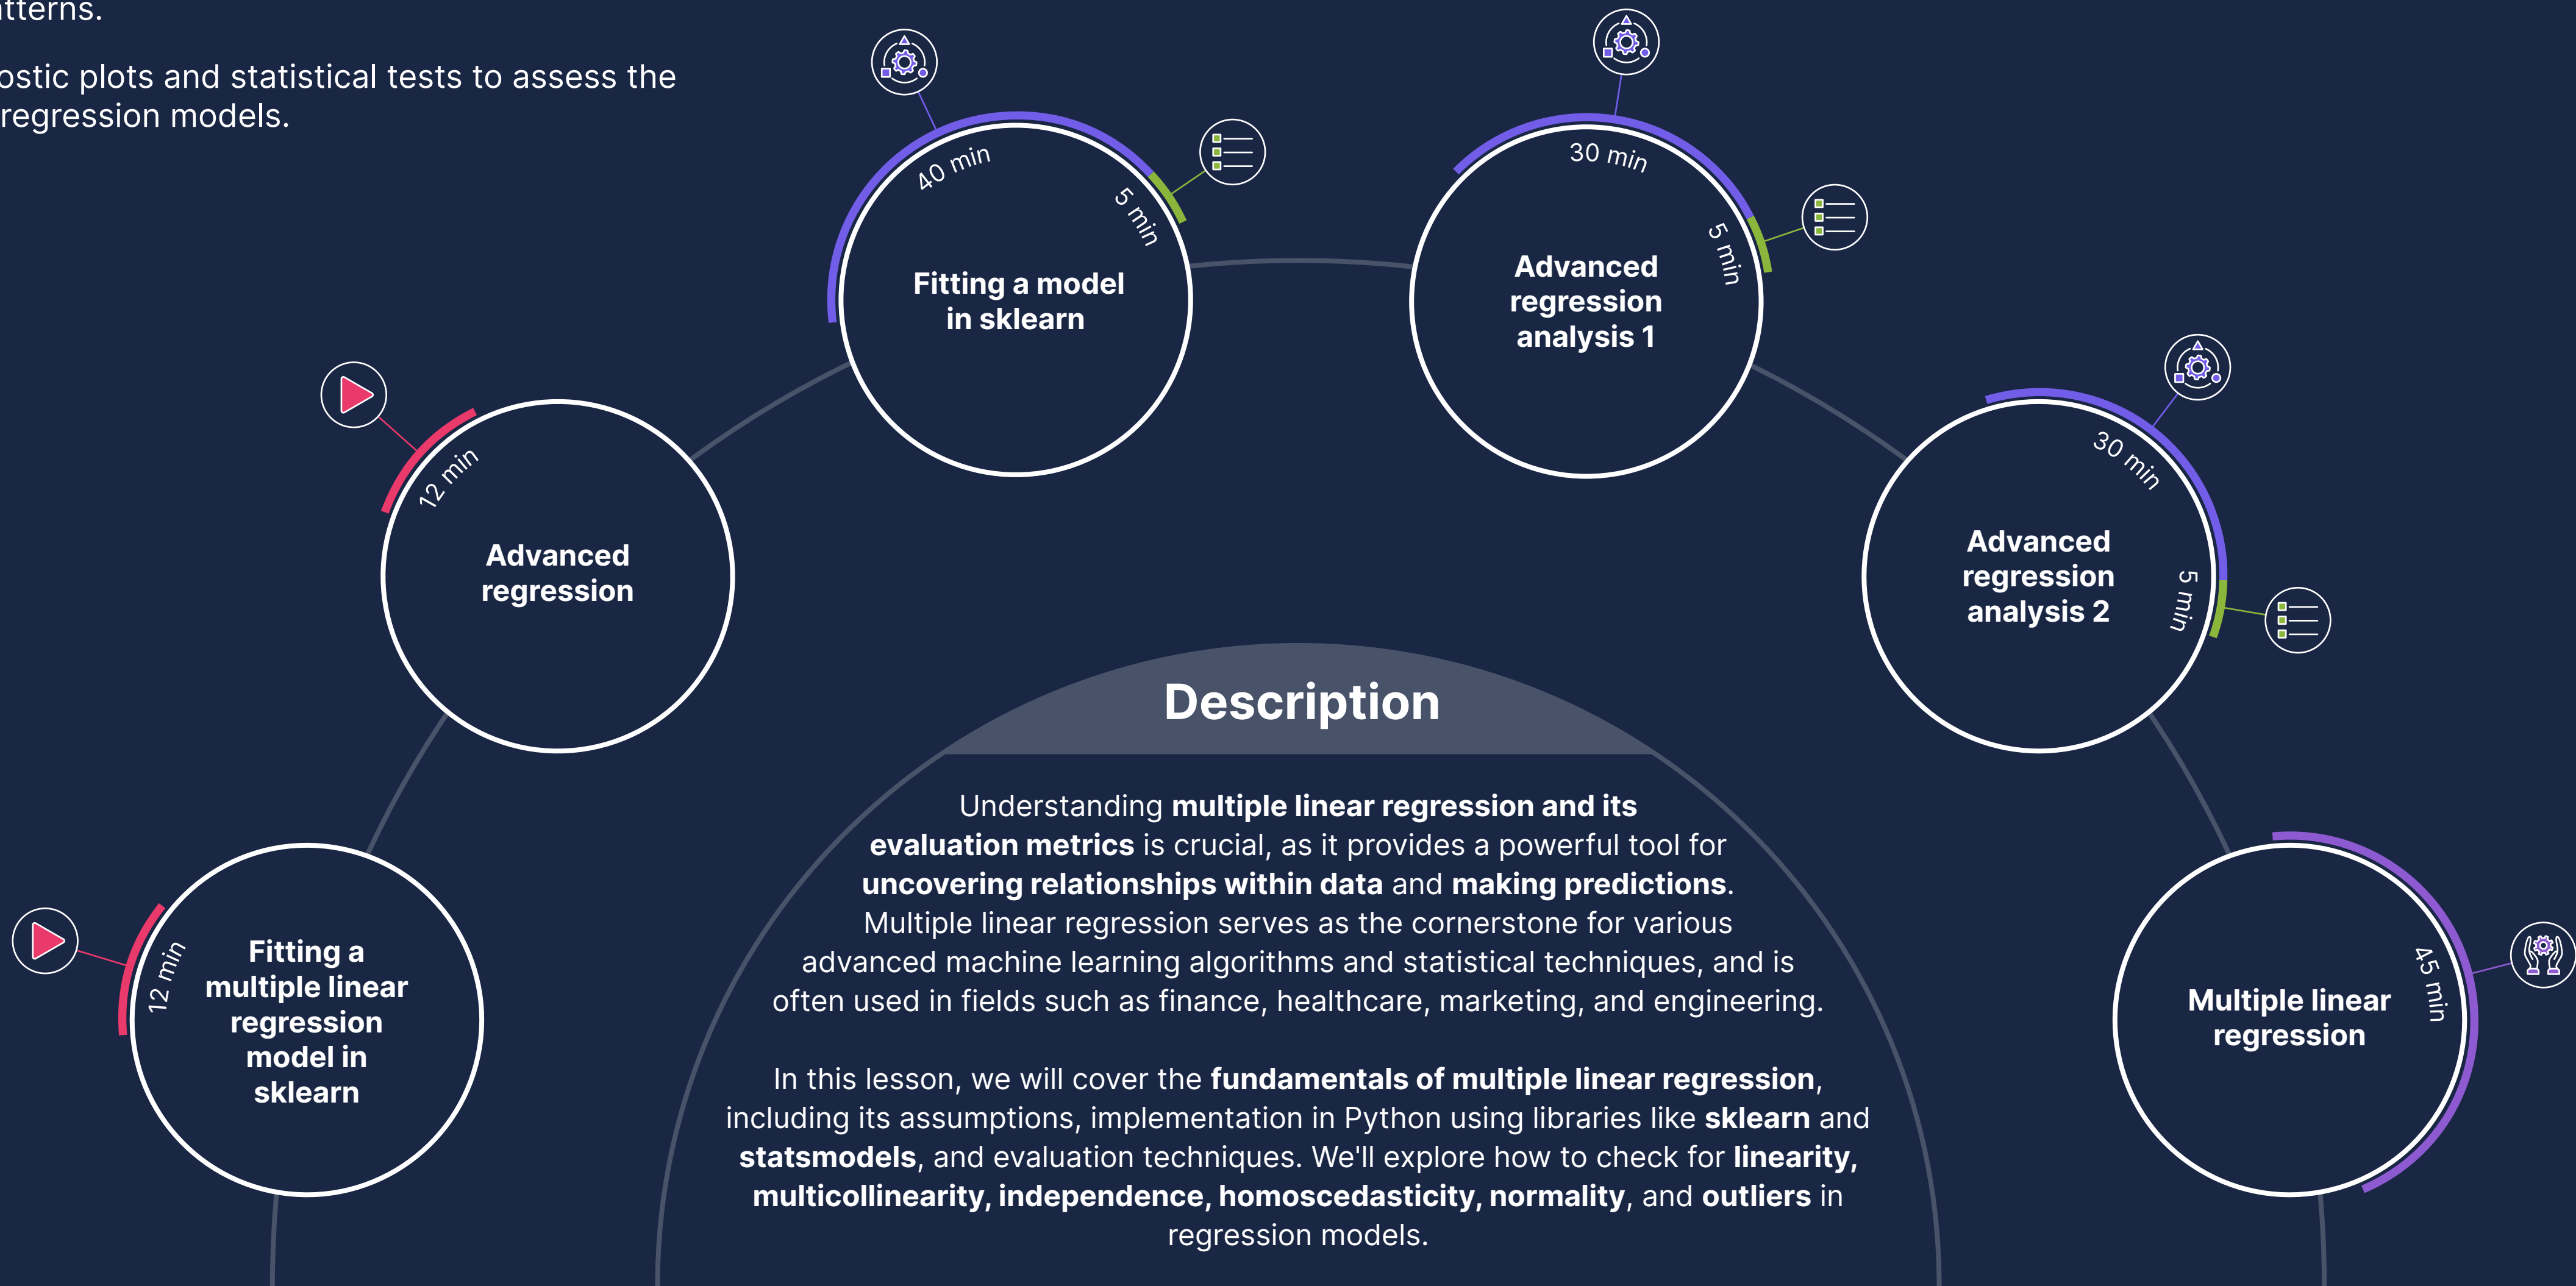 tterns.
ostic plots and statistical tests to assess the
regression models.
12 min
Fitting a
multiple linear
regression
model in
sklearn
12 min
Advanced
regression
40 min
5 min
Fitting a model
in sklearn
30 min
5 min
Advanced
regression
analysis 1
30 min
5 min
Advanced
regression
analysis 2
45 min
Multiple linear
regression
Description
Understanding multiple linear regression and its
evaluation metrics is crucial, as it provides a powerful tool for
uncovering relationships within data and making predictions.
Multiple linear regression serves as the cornerstone for various
advanced machine learning algorithms and statistical techniques, and is
often used in fields such as finance, healthcare, marketing, and engineering.
In this lesson, we will cover the fundamentals of multiple linear regression,
including its assumptions, implementation in Python using libraries like sklearn and
statsmodels, and evaluation techniques. We'll explore how to check for linearity,
multicollinearity, independence, homoscedasticity, normality, and outliers in
regression models.